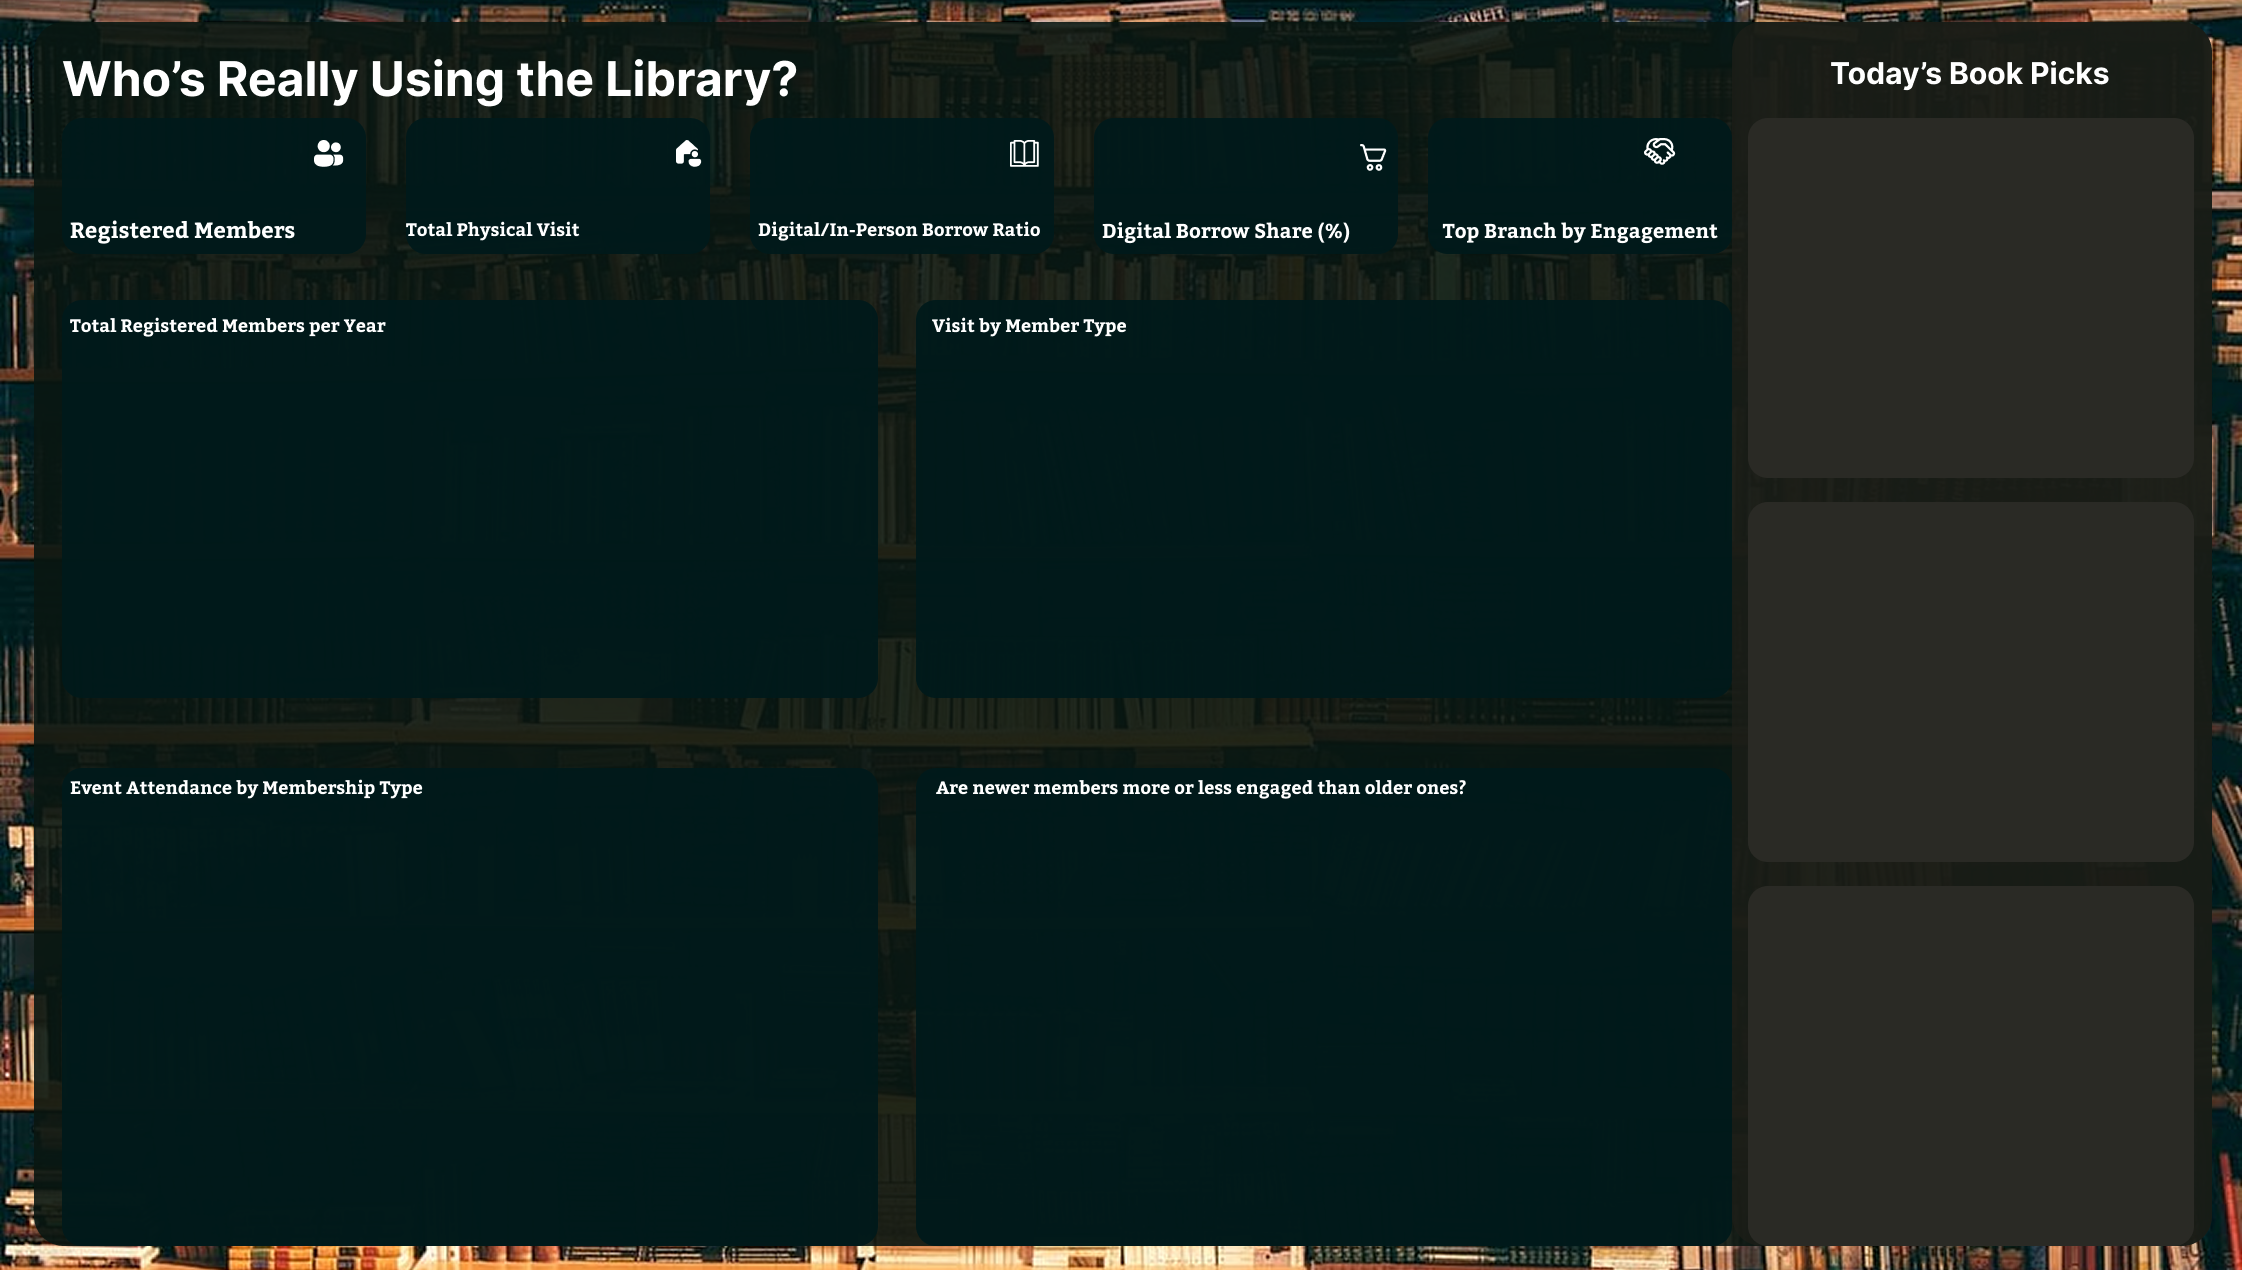 Who’s Really Using the Library?
Today’s Book Picks
Registered Members
Total Physical Visit
Digital/In-Person Borrow Ratio
Digital Borrow Share (%)
Top Branch by Engagement
Total Registered Members per Year
Visit by Member Type
Event Attendance by Membership Type
Are newer members more or less engaged than older ones?